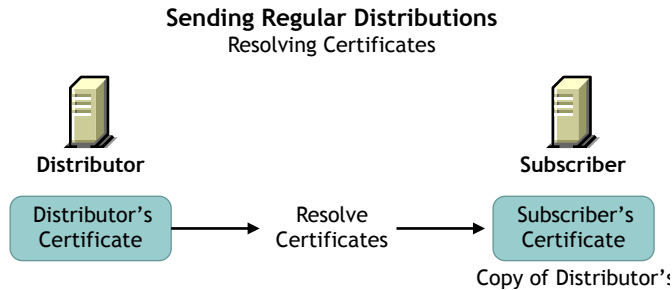 Sending Regular Distributions
Resolving Certificates
Distributor
Subscriber
Distributor’s
Certificate
Resolve
Certificates
Subscriber’s
Certificate
Copy of Distributor’s